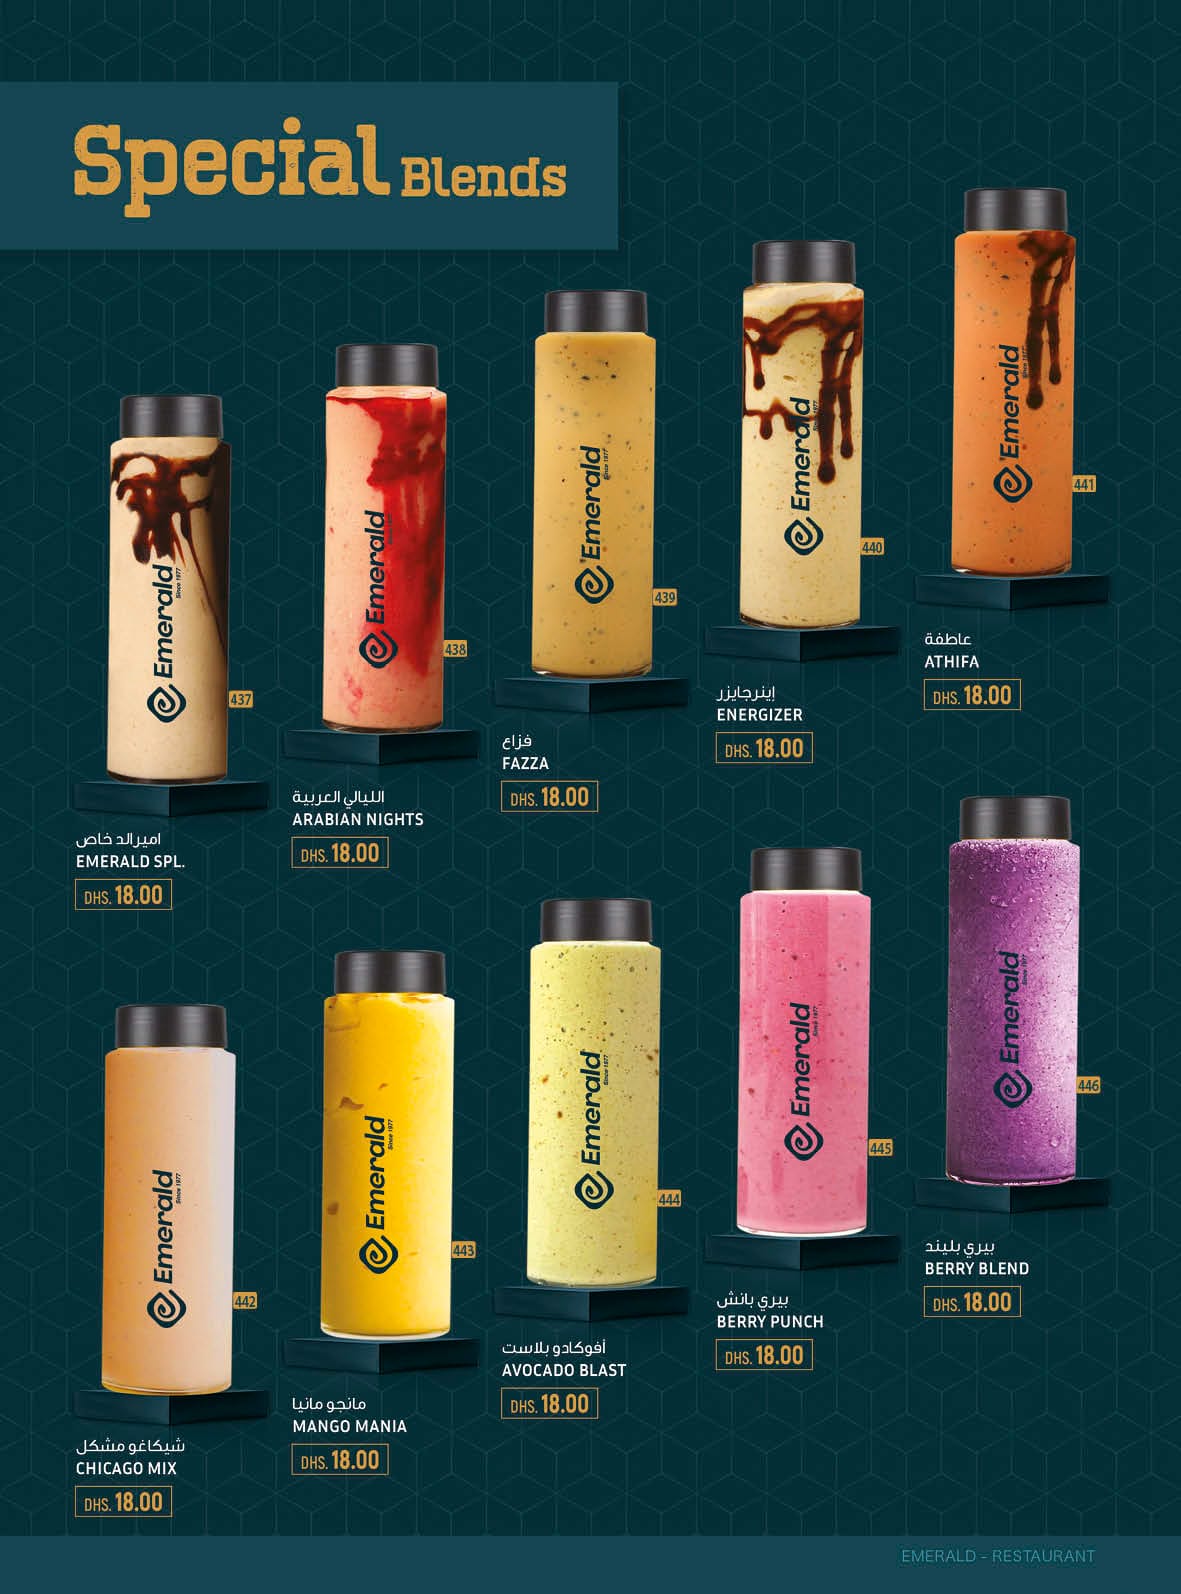 Special Blends
Emerald
Since 1977
437
اميرالد خاص
EMERALD SPL.
DHS. 18.00
Emerald
438
الليالي العربية
ARABIAN NIGHTS
DHS. 18.00
Emerald
Since 1977
439
فزاع
FAZZA
DHS. 18.00
Emerald
Since 1977
440
إينرجايزر
ENERGIZER
DHS. 18.00
Emerald
Since 1977
441
عاطفة
ATHIFA
DHS. 18.00
Emerald
Since 1977
442
شيكاغو مشكل
CHICAGO MIX
DHS. 18.00
Emerald
Since 1977
443
مانجو مانيا
MANGO MANIA
DHS. 18.00
Emerald
Since 1977
444
أفوكادو بلاست
AVOCADO BLAST
DHS. 18.00
Emerald
Since 1977
445
بيري بانش
BERRY PUNCH
DHS. 18.00
Emerald
Since 1977
446
بيري بليند
BERRY BLEND
DHS. 18.00
EMERALD - RESTAURANT